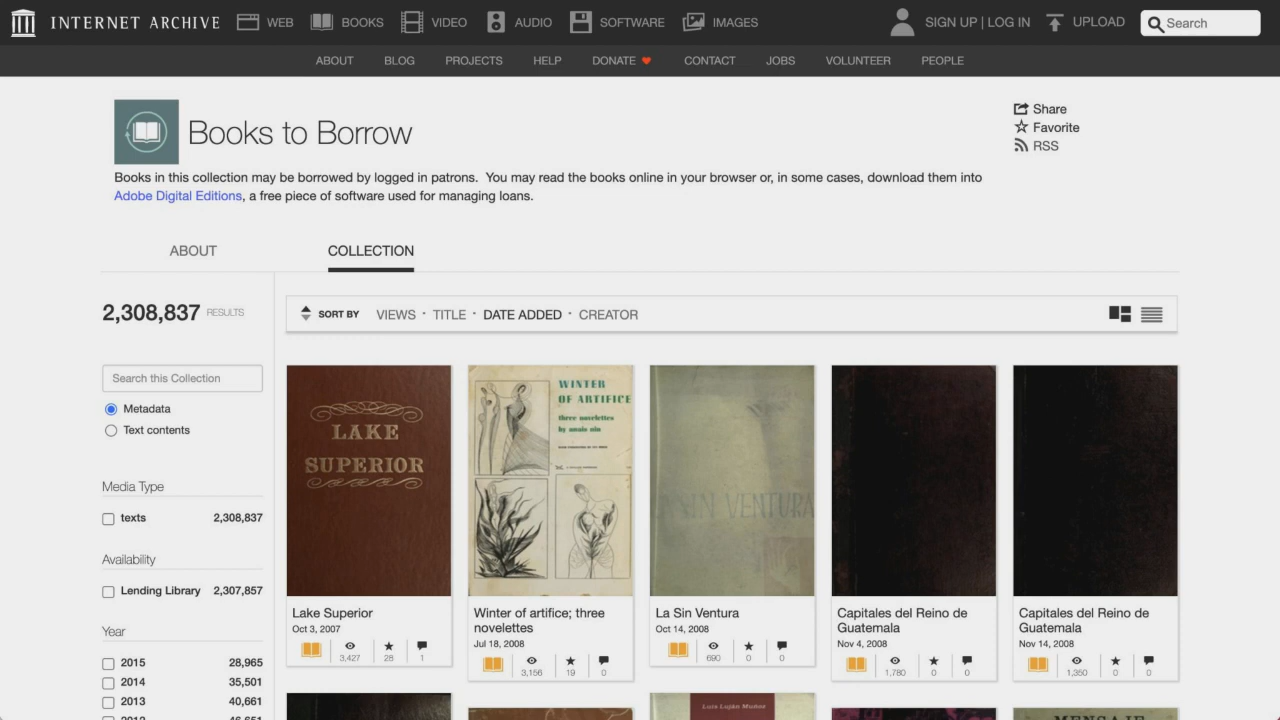 INTERNET ARCHIVE WEB BOOKS VIDEO AUDIO SOFTWARE IMAGES SIGN UP | LOG IN UPLOAD Search
ABOUT BLOG PROJECTS HELP DONATE CONTACT JOBS VOLUNTEER PEOPLE
Books to Borrow
Share
Favorite
RSS
Books in this collection may be borrowed by logged in patrons. You may read the books online in your browser or, in some cases, download them into
Adobe Digital Editions, a free piece of software used for managing loans.
ABOUT COLLECTION
2,308,837 RESULTS
SORT BY VIEWS · TITLE · DATE ADDED · CREATOR
Search this Collection
Metadata
Text contents
Media Type
texts 2,308,837
Availability
Lending Library 2,307,857
Year
2015 28,965
2014 35,501
2013 40,661
LAKE
SUPERIOR
Lake Superior
Oct 3, 2007
3,427 28 1
WINTER
OF ARTIFICE
three novelettes
by anais nin
Winter of artifice; three
novelettes
Jul 18, 2008
3,156 19 0
SIN VENTURA
La Sin Ventura
Oct 14, 2008
690 0 0
Capitales del Reino de
Guatemala
Nov 4, 2008
1,780 0 0
Capitales del Reino de
Guatemala
Nov 14, 2008
1,350 0 0
Luis Luján Muñoz